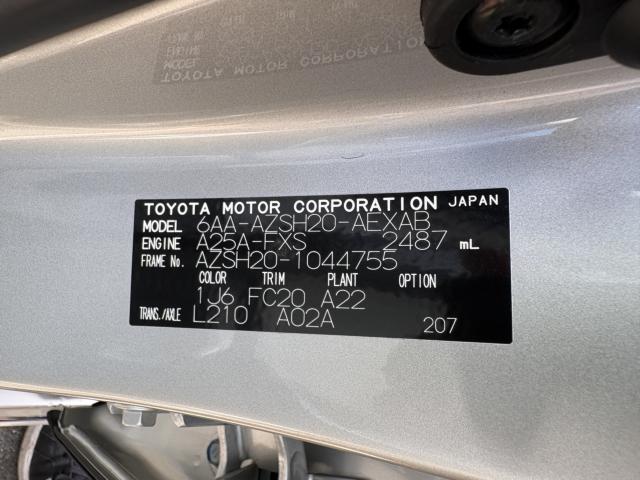 TOYOTA MOTOR CORPORATION JAPAN
MODEL 6AA-AZSH20-AEXAB
ENGINE A25A-FXS 2487 mL
FRAME No. AZSH20-1044755
COLOR TRIM PLANT OPTION
1J6 FC20 A22
TRANS./AXLE L210 A02A 207